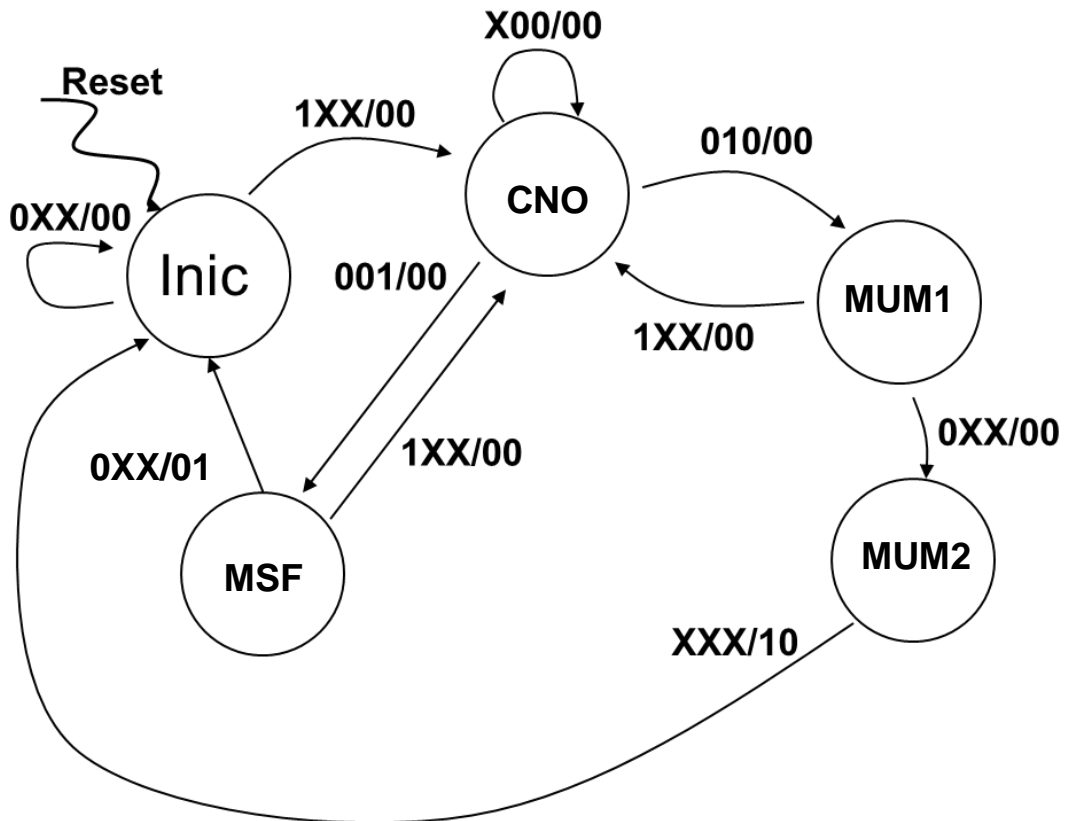 X00/00
Reset
1XX/00
010/00
CNO
0XX/00
Inic
001/00
MUM1
1XX/00
0XX/00
1XX/00
0XX/01
MUM2
MSF
XXX/10